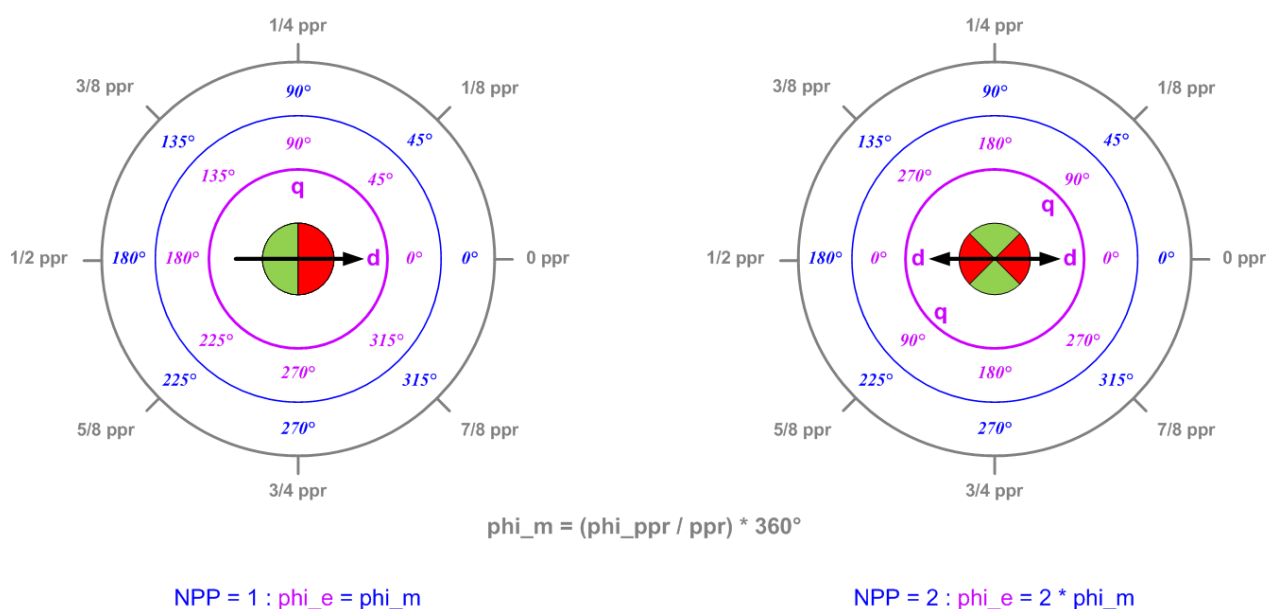 1/4 ppr 1/4 ppr
3/8 ppr 1/8 ppr 3/8 ppr 1/8 ppr
90° 90°
135° 45° 135° 45°
90° 180°
135° 45° 270° 90°
q q
1/2 ppr 180° 180° d 0° 0° 0 ppr 1/2 ppr 180° 0° d d 0° 0° 0 ppr
q
225° 315° 90° 270°
270° 180°
225° 315° 225° 315°
270° 270°
5/8 ppr 7/8 ppr 5/8 ppr 7/8 ppr
3/4 ppr 3/4 ppr
phi_m = (phi_ppr / ppr) * 360°
NPP = 1 : phi_e = phi_m NPP = 2 : phi_e = 2 * phi_m